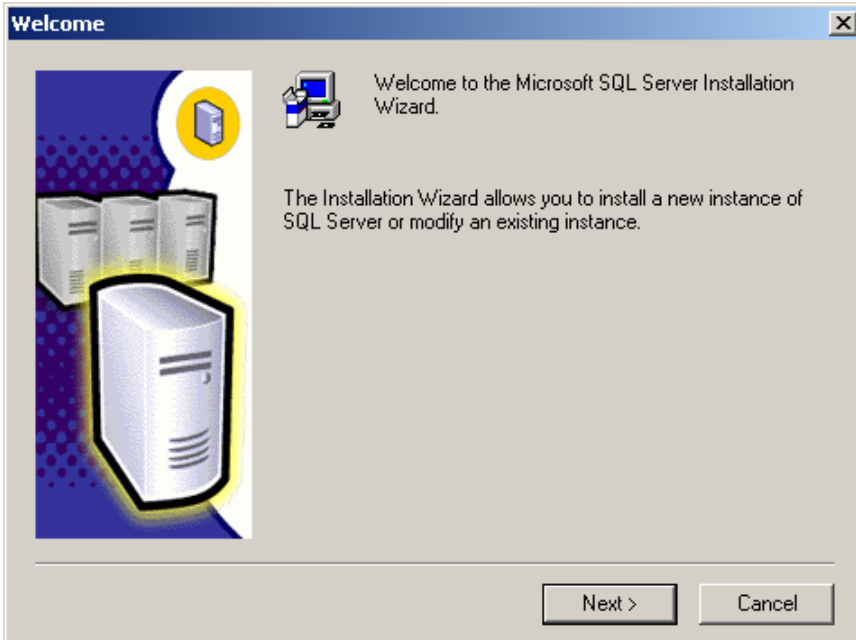 Welcome
Welcome to the Microsoft SQL Server Installation
Wizard.
The Installation Wizard allows you to install a new instance of
SQL Server or modify an existing instance.
Next >
Cancel